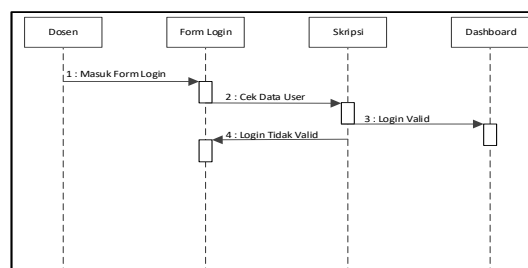 Dosen
Form Login
Skripsi
Dashboard
1 : Masuk Form Login
2 : Cek Data User
3 : Login Valid
4 : Login Tidak Valid